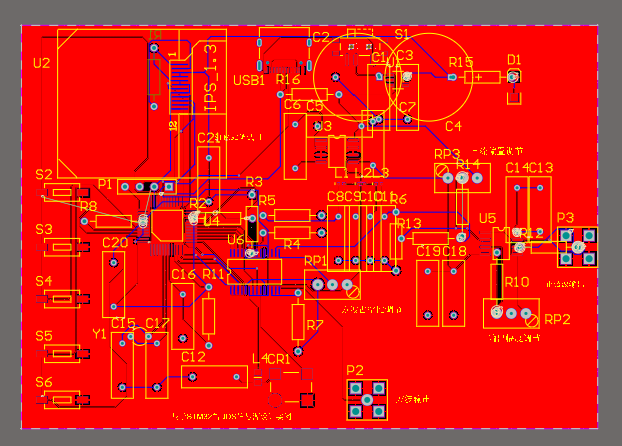 U2
IPS_1.3
1
12
C2
S1
USB1
R16
C1
C3
R15
D1
C6
C5
C7
C4
C21
U3
RP3
R14
L1
L2
L3
C14
C13
S2
P1
R8
R2
R3
U4
R5
R4
U6
C8
C9
C10
C11
R6
R13
U5
R12
P3
S3
C20
C19
C18
S4
C16
R11
RP1
R10
RP2
R7
Y1
C15
C17
S5
C12
L4
CR1
P2
S6